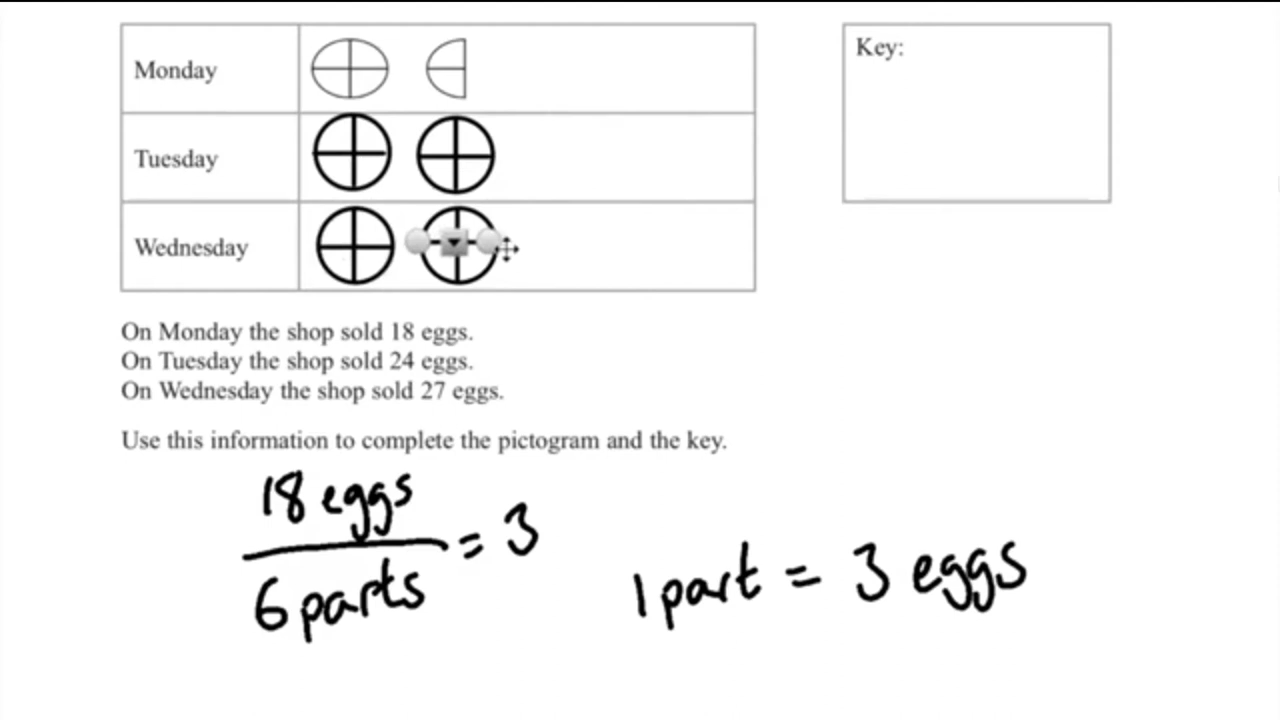 Monday
Key:
Tuesday
Wednesday
On Monday the shop sold 18 eggs.
On Tuesday the shop sold 24 eggs.
On Wednesday the shop sold 27 eggs.
Use this information to complete the pictogram and the key.
18 eggs
6 parts
= 3
1 part = 3 eggs